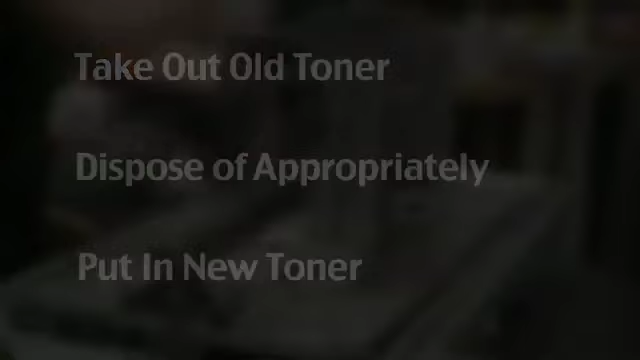 Take Out Old Toner
Dispose of Appropriately
Put In New Toner